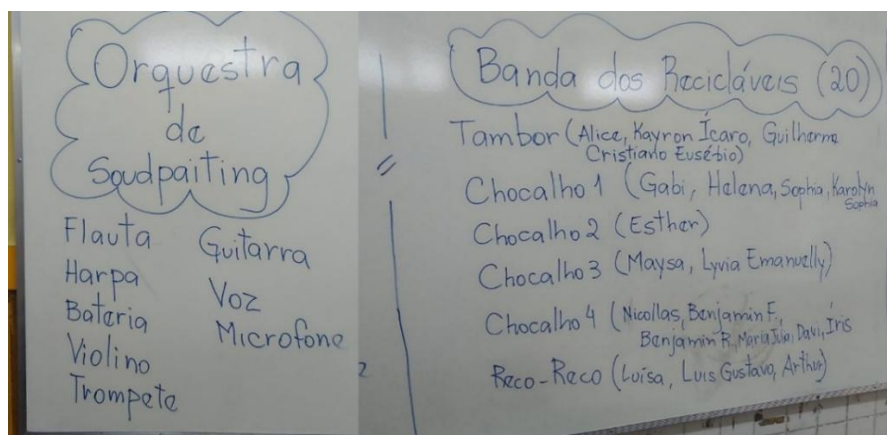 Orquestra
de
Soudpaiting
Flauta
Harpa
Bateria
Violino
Trompete
Guitarra
Voz
Microfone
Banda dos Recicláveis (20)
Tambor (Alice, Kayron Ícaro, Guilherme
Cristiano Eusébio)
Chocalho 1 (Gabi, Helena, Sophia, Karolyn
Sophia
Chocalho 2 (Esther)
Chocalho 3 (Maysa, Lyvia Emanuelly)
Chocalho 4 (Nicollas, Benjamin F,
Benjamin R, Maria Júia, Davi, Íris
Reco-Reco (Luísa, Luis Gustavo, Arthur)